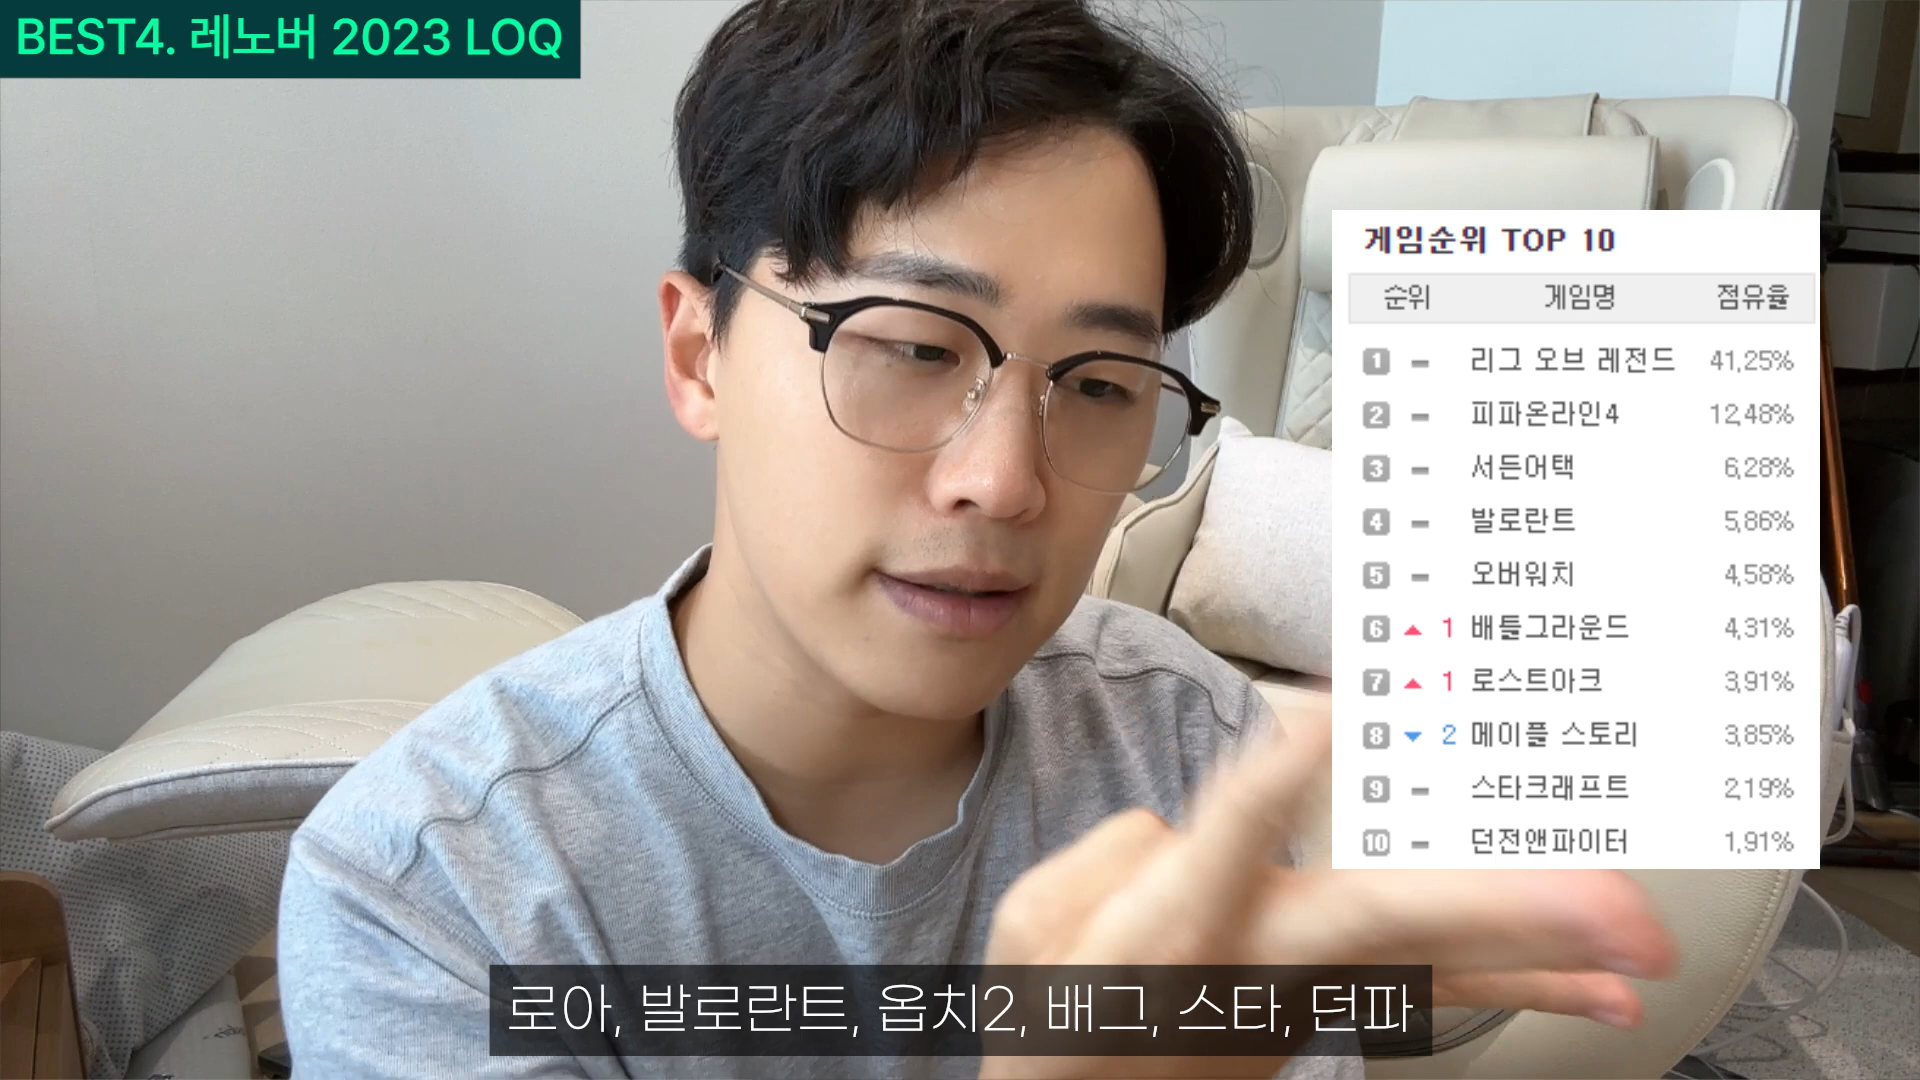 BEST4. 레노버 2023 LOQ
게임순위 TOP 10
순위 게임명 점유율
1 - 리그 오브 레전드 41,25%
2 - 피파온라인4 12,48%
3 - 서든어택 6,28%
4 - 발로란트 5,86%
5 - 오버워치 4,58%
6 ▲ 1 배틀그라운드 4,31%
7 ▲ 1 로스트아크 3,91%
8 ▼ 2 메이플 스토리 3,85%
9 - 스타크래프트 2,19%
10 - 던전앤파이터 1,91%
로아, 발로란트, 옵치2, 배그, 스타, 던파